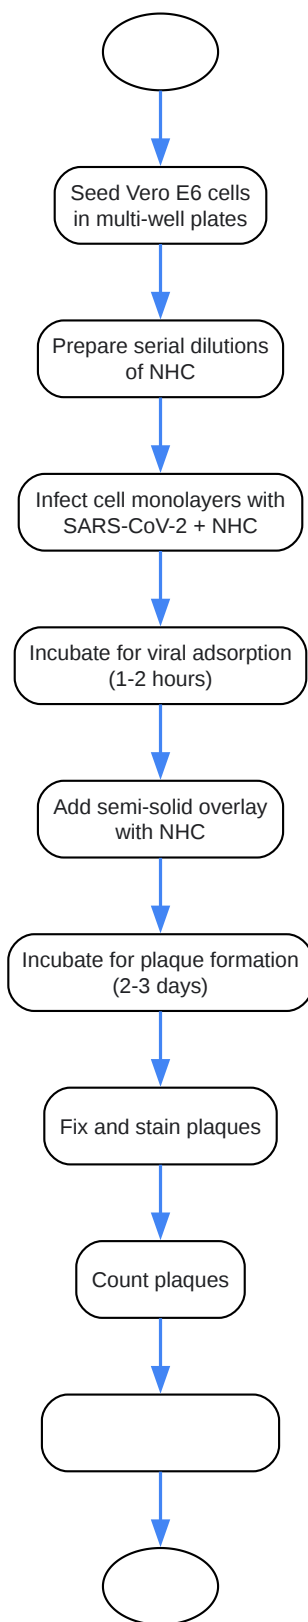 Seed Vero E6 cells
in multi-well plates
Prepare serial dilutions
of NHC
Infect cell monolayers with
SARS-CoV-2 + NHC
Incubate for viral adsorption
(1-2 hours)
Add semi-solid overlay
with NHC
Incubate for plaque formation
(2-3 days)
Fix and stain plaques
Count plaques